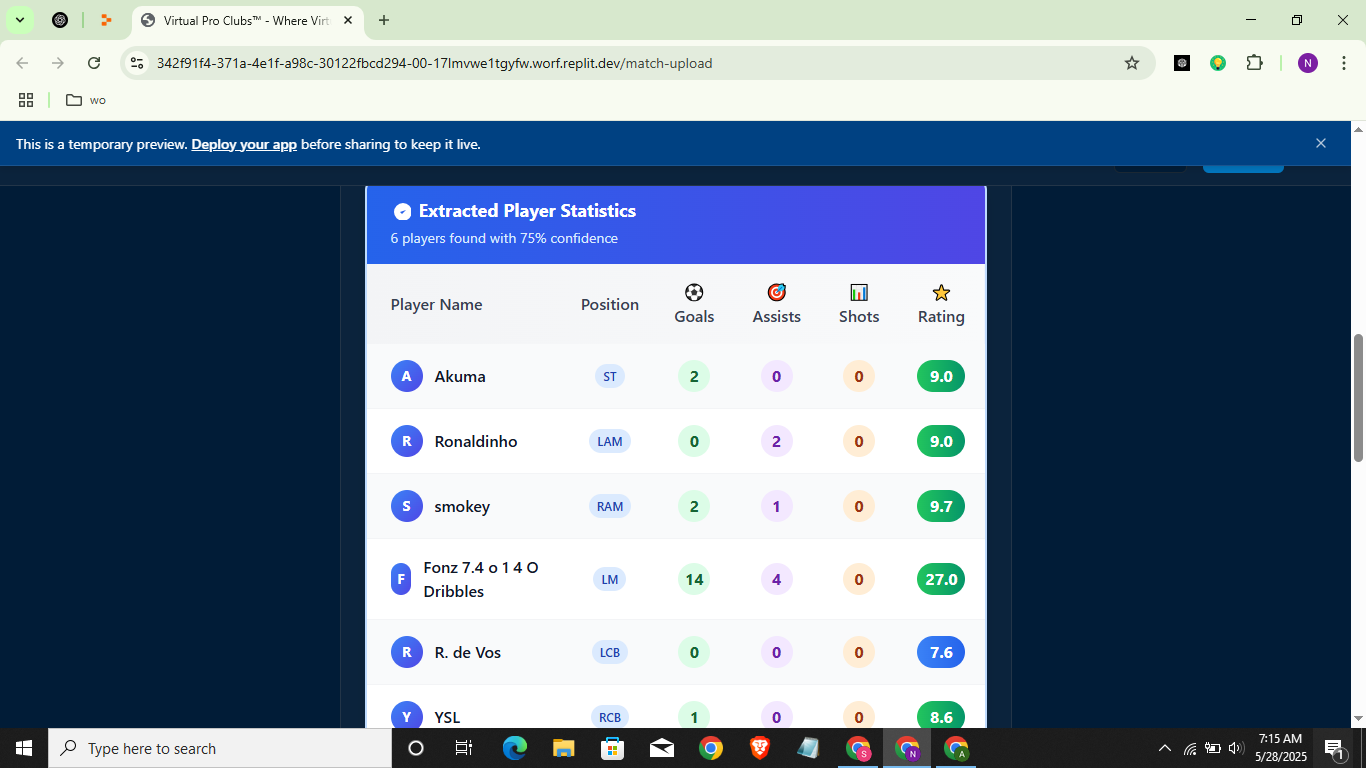 Virtual Pro Clubs™ - Where Virt
342f91f4-371a-4e1f-a98c-30122fbcd294-00-17lmvwe1tgyfw.worf.replit.dev/match-upload
N
wo
This is a temporary preview. Deploy your app before sharing to keep it live.
Extracted Player Statistics
6 players found with 75% confidence
Player Name Position Goals Assists Shots Rating
A Akuma ST 2 0 0 9.0
R Ronaldinho LAM 0 2 0 9.0
S smokey RAM 2 1 0 9.7
F Fonz 7.4 o 1 4 O Dribbles LM 14 4 0 27.0
R R. de Vos LCB 0 0 0 7.6
Y YSL RCB 1 0 0 8.6
Type here to search
S
N
A
7:15 AM
5/28/2025
1